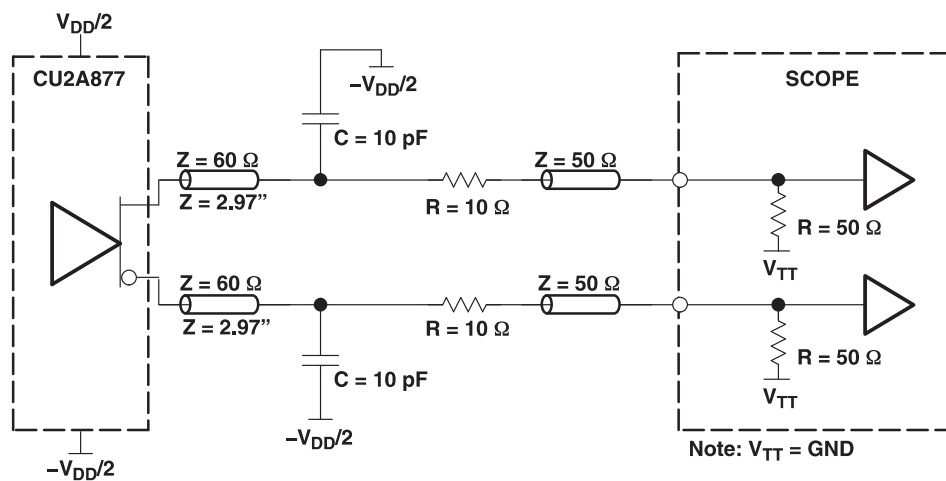 V_DD/2
CU2A877
–V_DD/2
SCOPE
C = 10 pF
Z = 60 Ω
Z = 2.97”
R = 10 Ω
Z = 50 Ω
R = 50 Ω
V_TT
Z = 60 Ω
Z = 2.97”
R = 10 Ω
Z = 50 Ω
C = 10 pF
R = 50 Ω
V_TT
–V_DD/2
–V_DD/2
Note: V_TT = GND